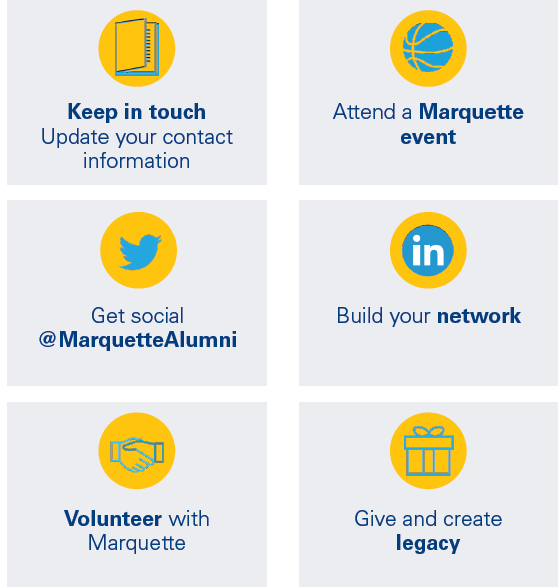 Keep in touch
Update your contact
information
Attend a Marquette
event
Get social
@MarquetteAlumni
in
Build your network
Volunteer with
Marquette
Give and create
legacy